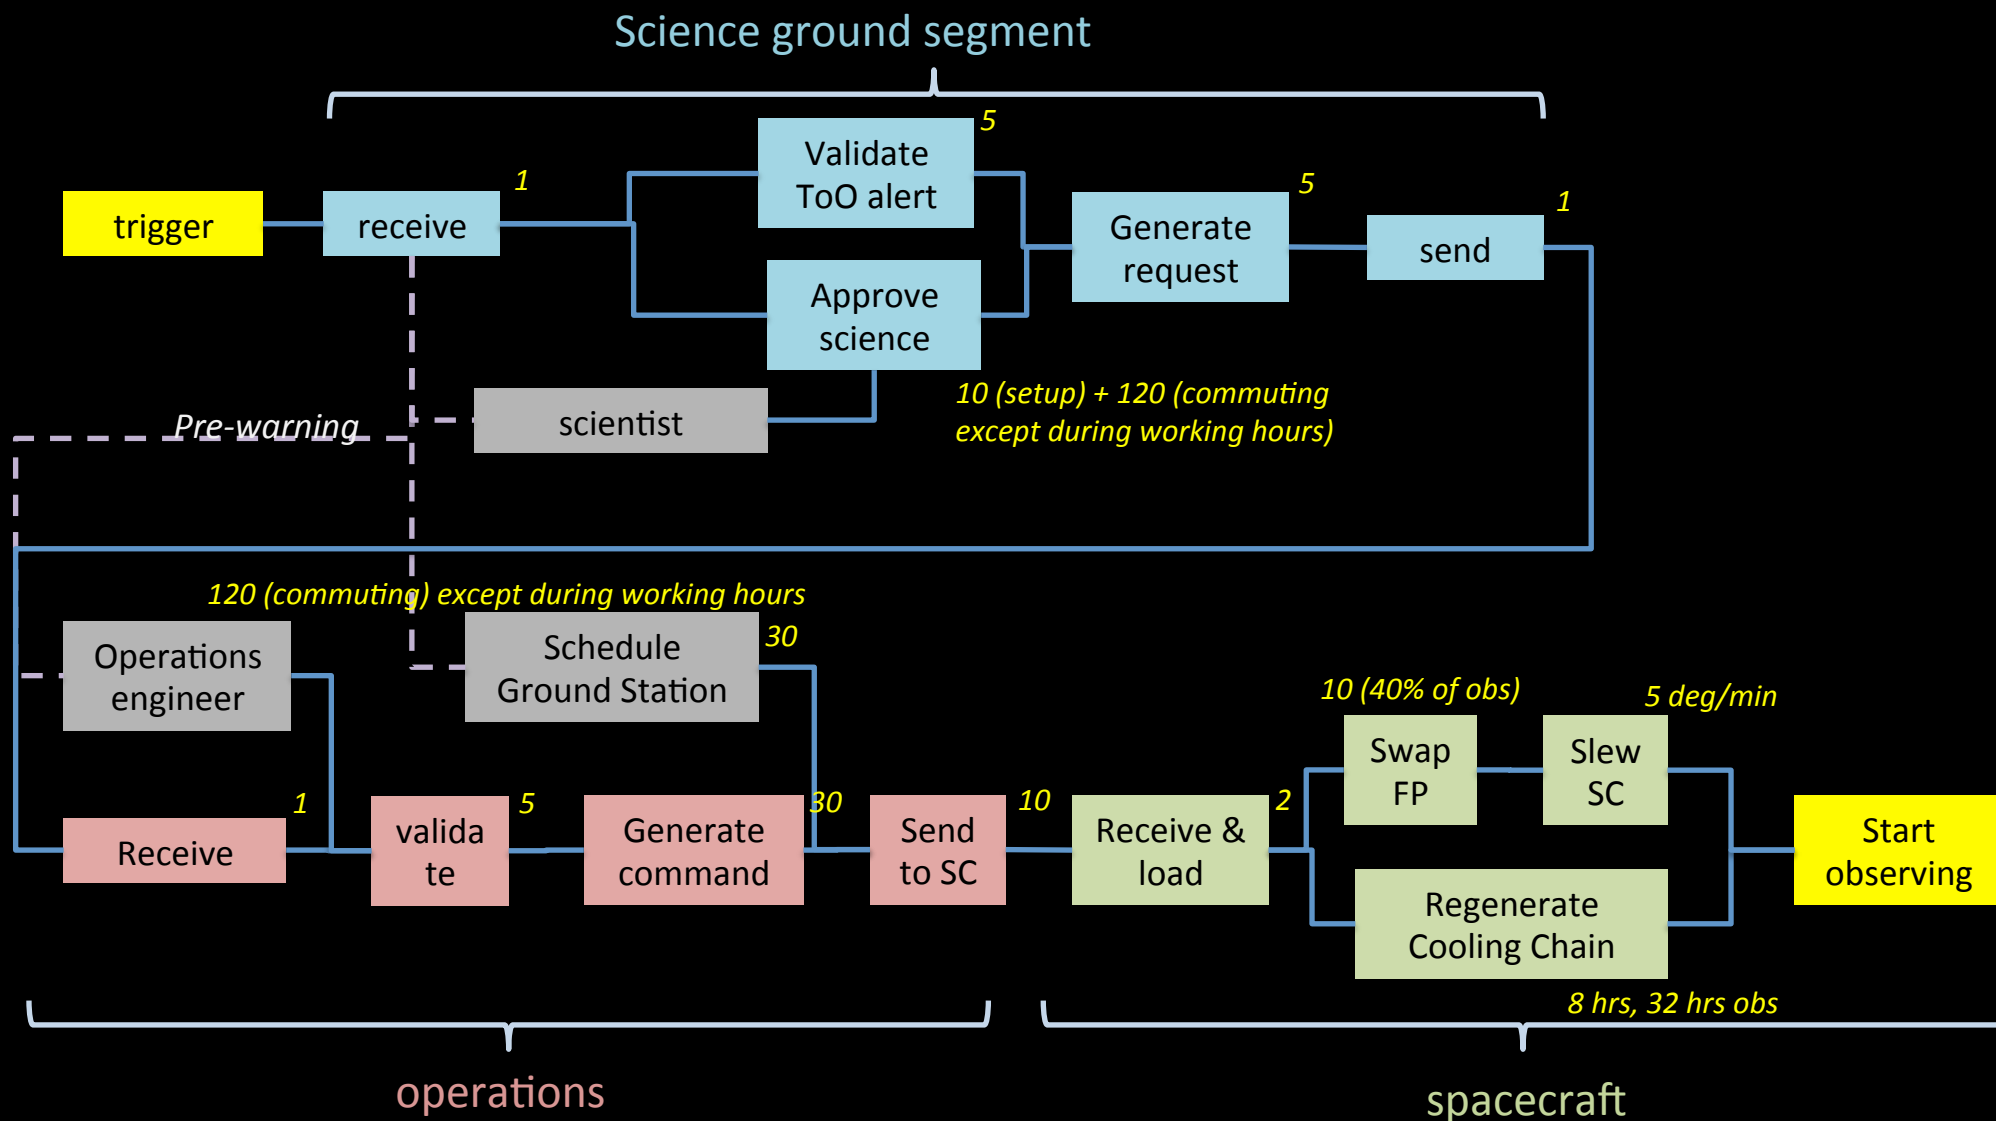 Science ground segment
trigger
receive
1
Validate
ToO alert
5
Approve
science
Generate
request
5
send
1
scientist
10 (setup) + 120 (commuting
except during working hours)
Pre-warning
120 (commuting) except during working hours
Operations
engineer
Schedule
Ground Station
30
Receive
1
valida
te
5
Generate
command
30
Send
to SC
10
Receive &
load
2
10 (40% of obs)
Swap
FP
5 deg/min
Slew
SC
Regenerate
Cooling Chain
8 hrs, 32 hrs obs
Start
observing
operations
spacecraft